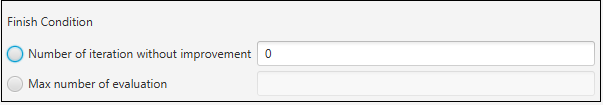 Finish Condition
Number of iteration without improvement 0
Max number of evaluation